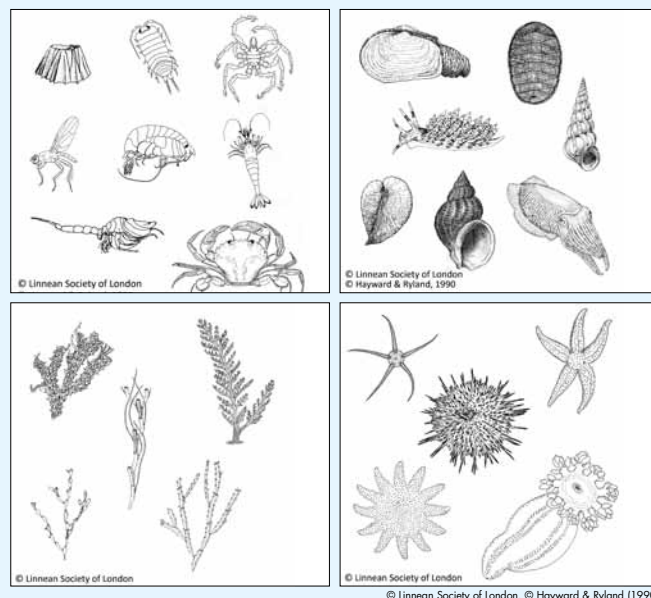 © Linnean Society of London
© Linnean Society of London
© Hayward & Ryland, 1990
© Linnean Society of London
© Linnean Society of London
© Linnean Society of London, © Hayward & Ryland (1990